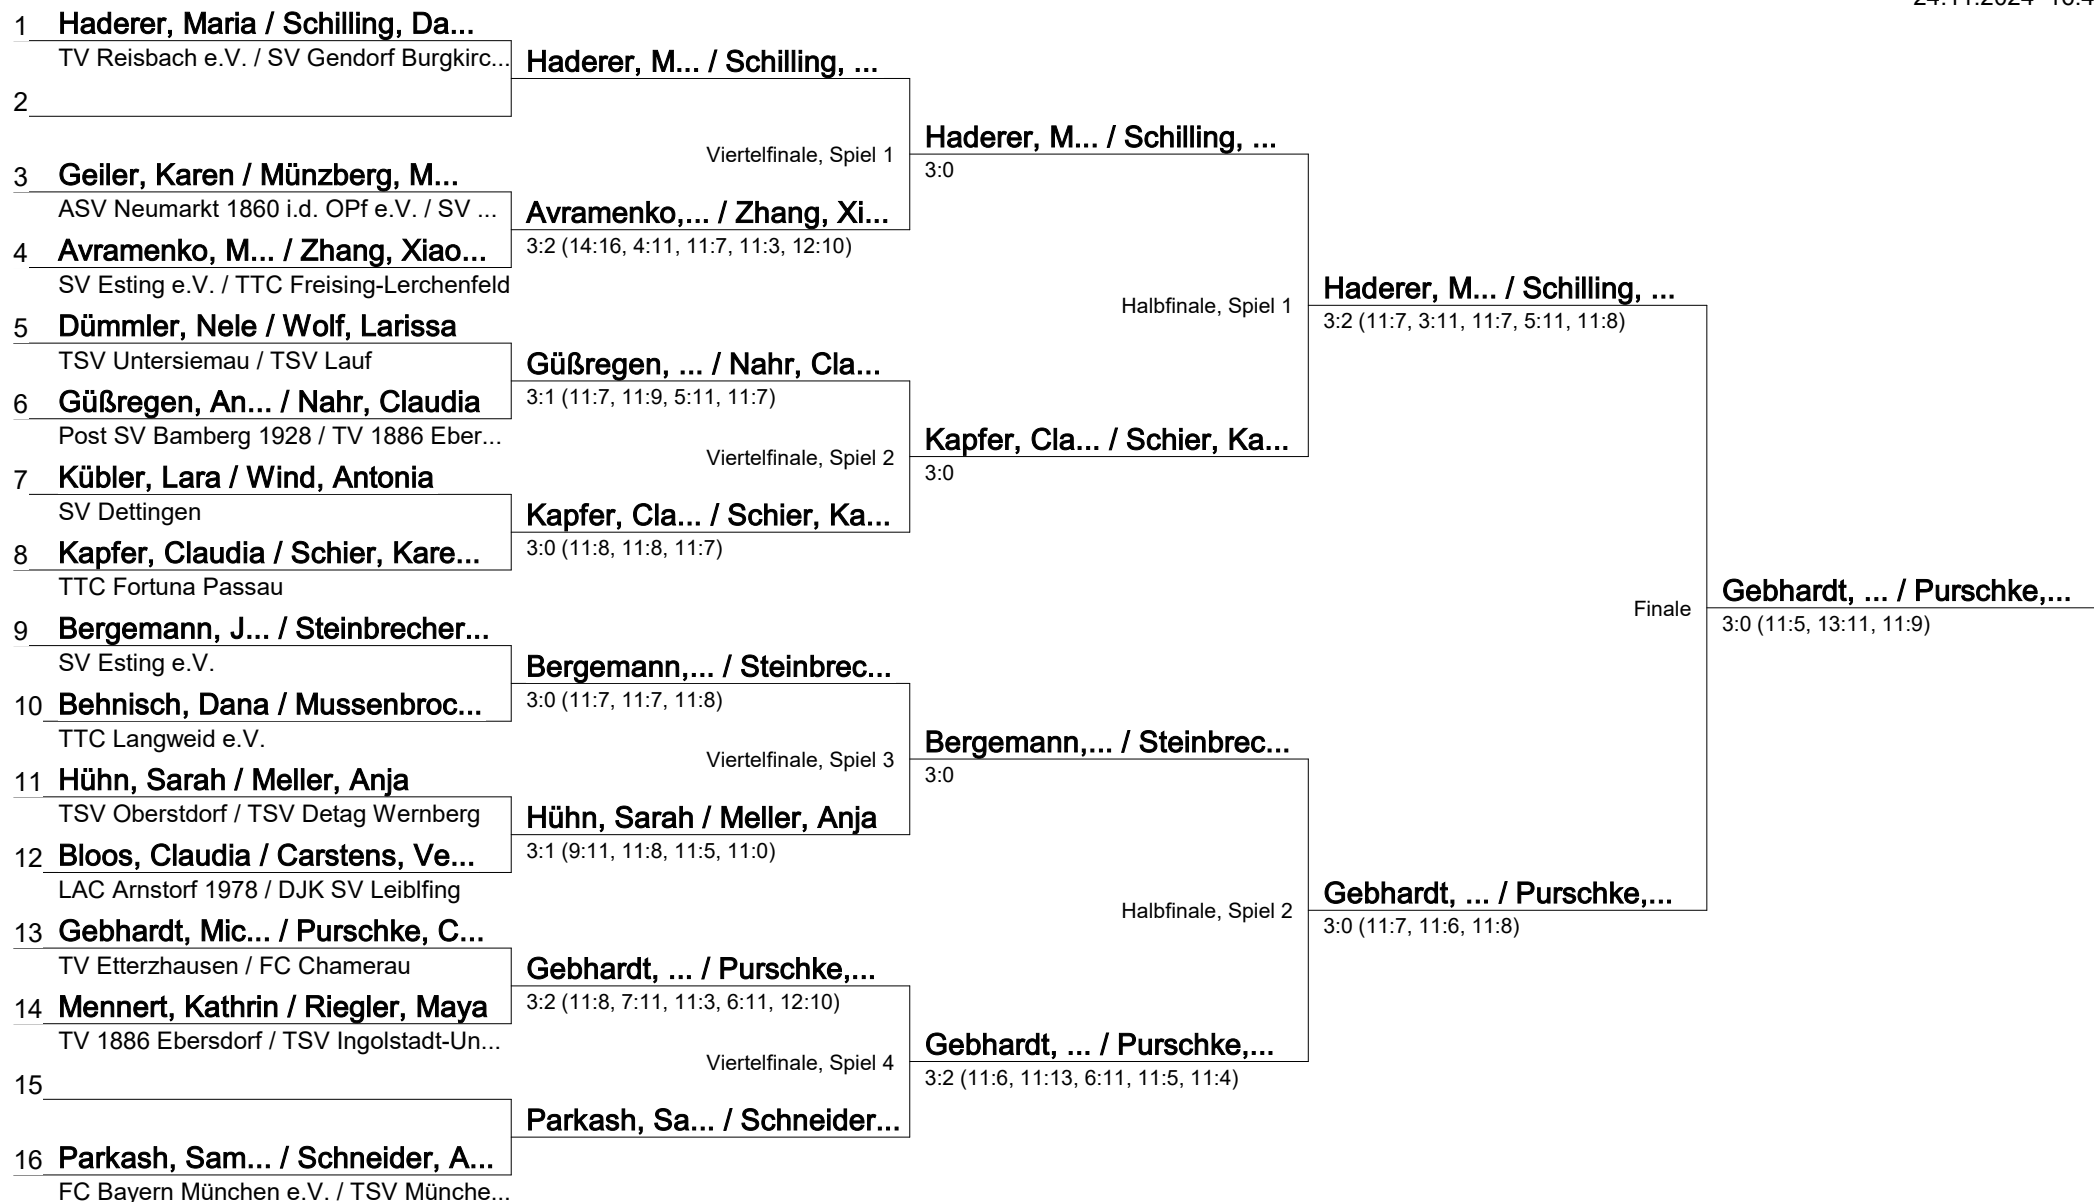 1 Haderer, Maria / Schilling, Da...
TV Reisbach e.V. / SV Gendorf Burgkirc...
2
3 Geiler, Karen / Münzberg, M...
ASV Neumarkt 1860 i.d. OPf e.V. / SV ...
4 Avramenko, M... / Zhang, Xiao...
SV Esting e.V. / TTC Freising-Lerchenfeld
5 Dümmler, Nele / Wolf, Larissa
TSV Untersiemau / TSV Lauf
6 Güßregen, An... / Nahr, Claudia
Post SV Bamberg 1928 / TV 1886 Eber...
7 Kübler, Lara / Wind, Antonia
SV Dettingen
8 Kapfer, Claudia / Schier, Kare...
TTC Fortuna Passau
9 Bergemann, J... / Steinbrecher...
SV Esting e.V.
10 Behnisch, Dana / Mussenbroc...
TTC Langweid e.V.
11 Hühn, Sarah / Meller, Anja
TSV Oberstdorf / TSV Detag Wernberg
12 Bloos, Claudia / Carstens, Ve...
LAC Arnstorf 1978 / DJK SV Leiblfing
13 Gebhardt, Mic... / Purschke, C...
TV Etterzhausen / FC Chamerau
14 Mennert, Kathrin / Riegler, Maya
TV 1886 Ebersdorf / TSV Ingolstadt-Un...
15
16 Parkash, Sam... / Schneider, A...
FC Bayern München e.V. / TSV Münche...
Haderer, M... / Schilling, ...
Viertelfinale, Spiel 1
Avramenko,... / Zhang, Xi...
3:2 (14:16, 4:11, 11:7, 11:3, 12:10)
Güßregen, ... / Nahr, Cla...
3:1 (11:7, 11:9, 5:11, 11:7)
Viertelfinale, Spiel 2
Kapfer, Cla... / Schier, Ka...
3:0 (11:8, 11:8, 11:7)
Bergemann,... / Steinbrec...
3:0 (11:7, 11:7, 11:8)
Viertelfinale, Spiel 3
Hühn, Sarah / Meller, Anja
3:1 (9:11, 11:8, 11:5, 11:0)
Gebhardt, ... / Purschke,...
3:2 (11:8, 7:11, 11:3, 6:11, 12:10)
Viertelfinale, Spiel 4
Parkash, Sa... / Schneider...
Haderer, M... / Schilling, ...
3:0
Halbfinale, Spiel 1
Kapfer, Cla... / Schier, Ka...
3:0
Bergemann,... / Steinbrec...
3:0
Halbfinale, Spiel 2
Gebhardt, ... / Purschke,...
3:2 (11:6, 11:13, 6:11, 11:5, 11:4)
Haderer, M... / Schilling, ...
3:2 (11:7, 3:11, 11:7, 5:11, 11:8)
Finale
Gebhardt, ... / Purschke,...
3:0 (11:7, 11:6, 11:8)
Gebhardt, ... / Purschke,...
3:0 (11:5, 13:11, 11:9)